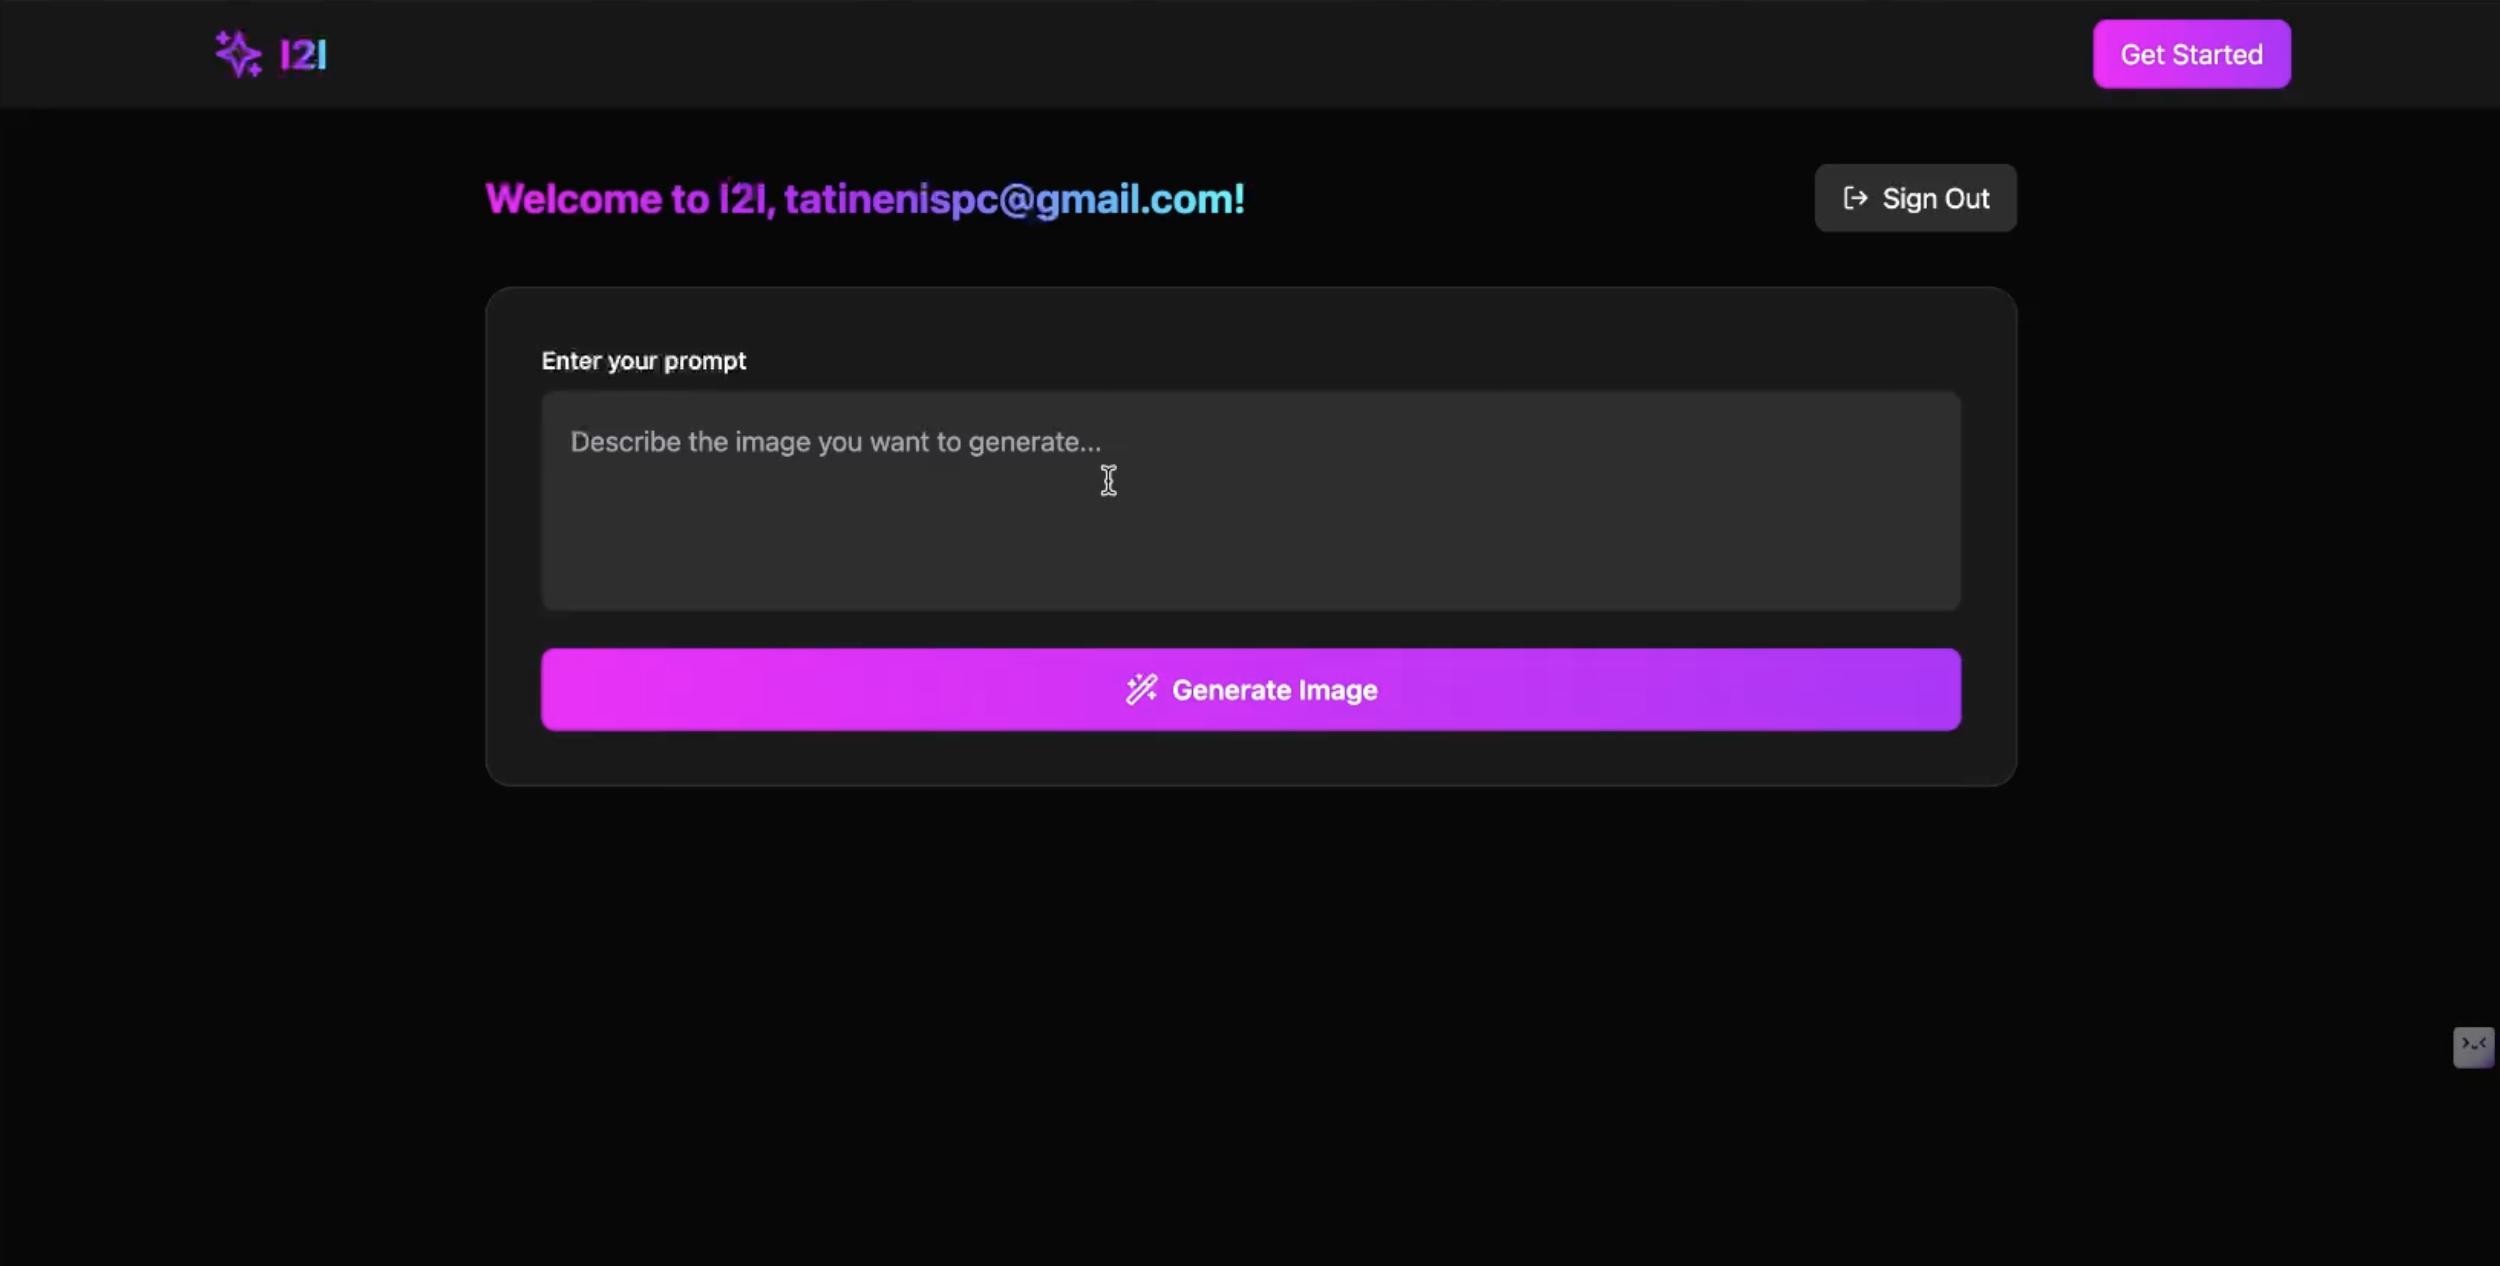 I2I
Get Started
Welcome to I2I, tatinenispc@gmail.com!
Sign Out
Enter your prompt
Describe the image you want to generate...
Generate Image